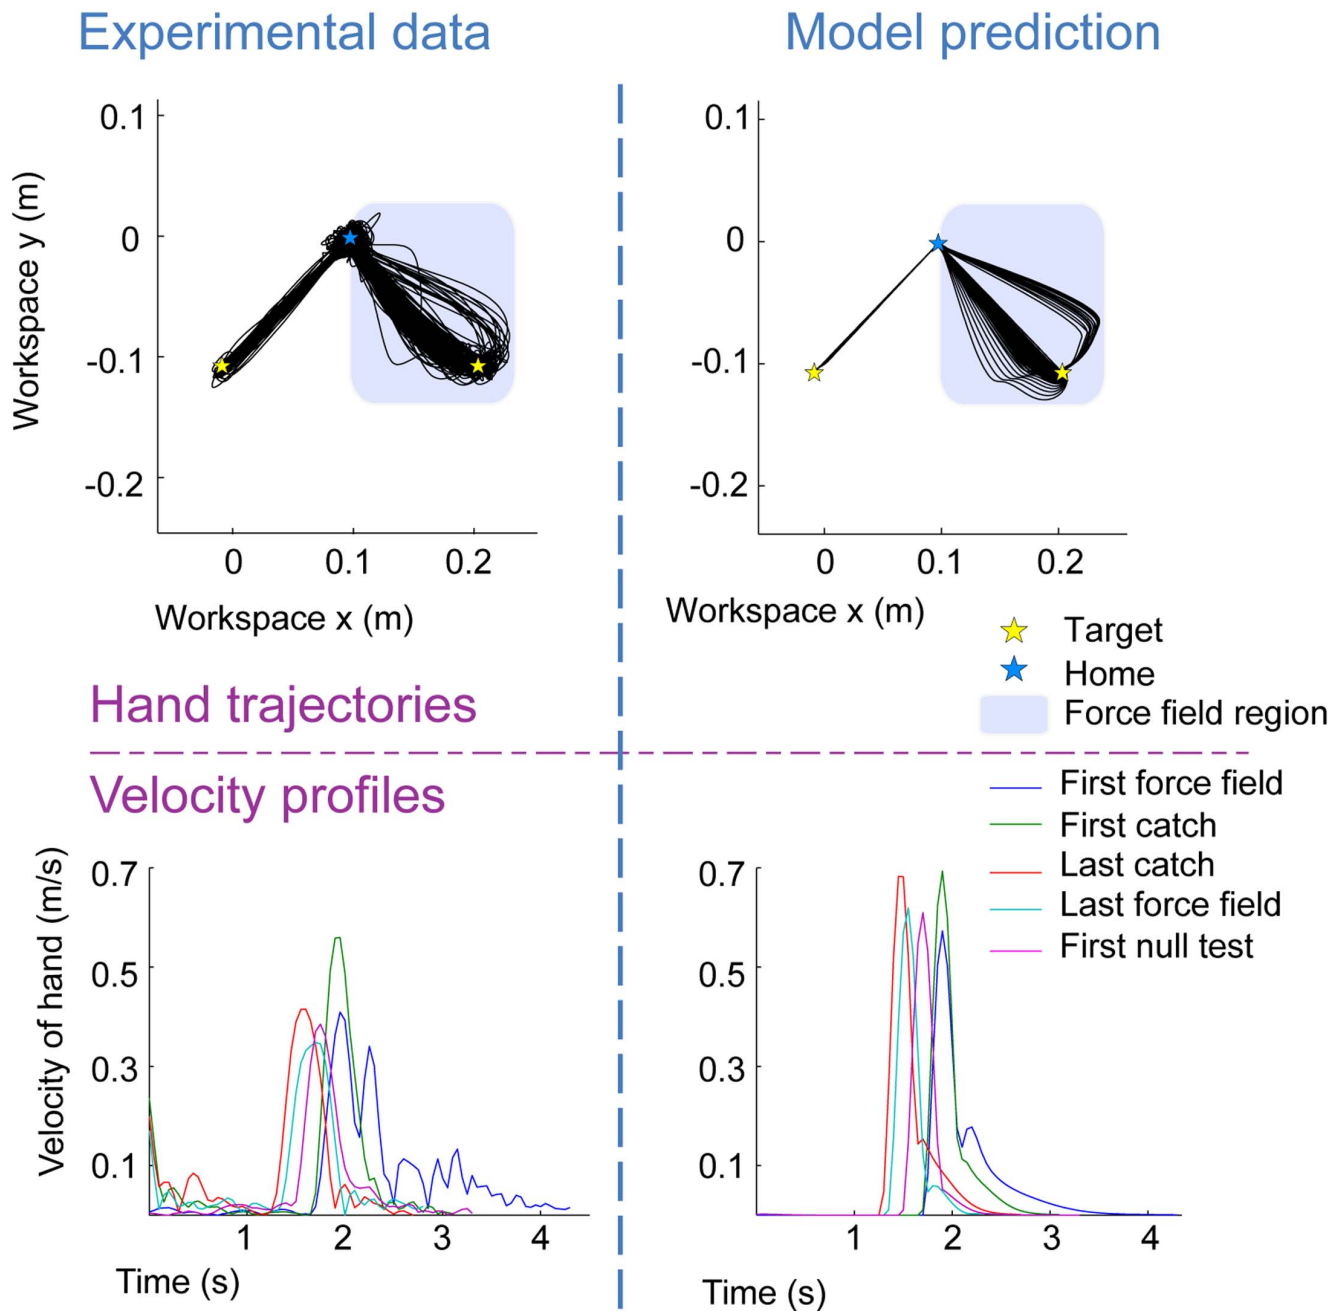 Experimental data
Model prediction
0.1
0
-0.1
-0.2
Workspace y (m)
0
0.1
0.2
Workspace x (m)
0.1
0
-0.1
-0.2
0
0.1
0.2
Workspace x (m)
Target
Home
Force field region
Hand trajectories
Velocity profiles
First force field
First catch
Last catch
Last force field
First null test
0.7
0.5
0.3
0.1
Velocity of hand (m/s)
1
2
3
4
Time (s)
0.7
0.5
0.3
0.1
1
2
3
4
Time (s)